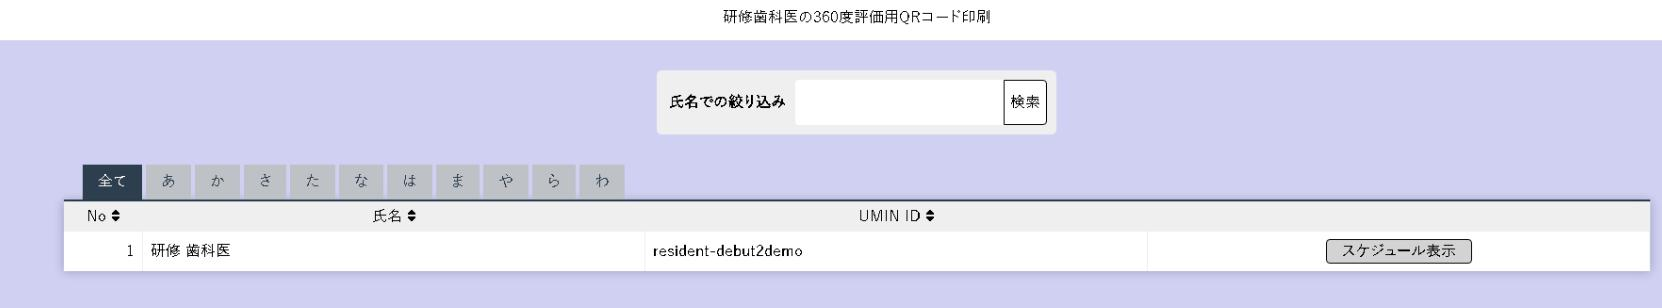 研修歯科医の360度評価用QRコード印刷
氏名での絞り込み 検索
全て あ か さ た な は ま や ら わ
No 氏名 UMIN ID
1 研修 歯科医 resident-debut2demo スケジュール表示